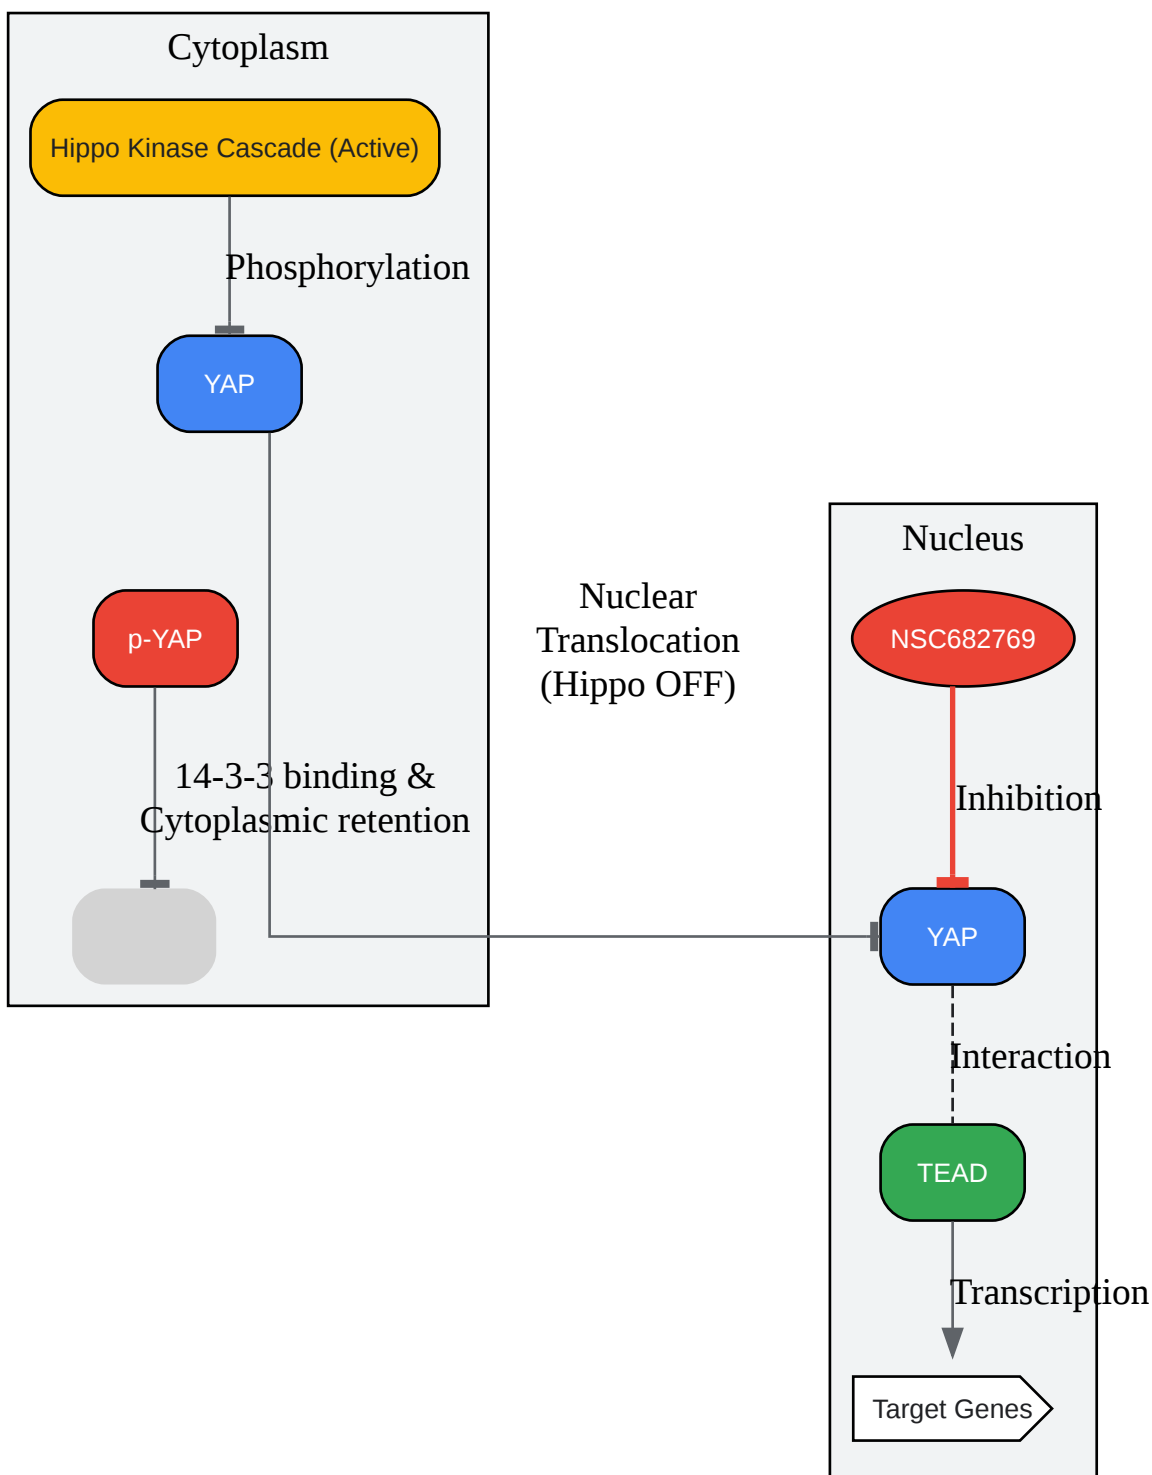 Cytoplasm
Hippo Kinase Cascade (Active)
Phosphorylation
YAP
p-YAP
14-3-3 binding &
Cytoplasmic retention
Nuclear
Translocation
(Hippo OFF)
Nucleus
NSC682769
Inhibition
YAP
Interaction
TEAD
Transcription
Target Genes